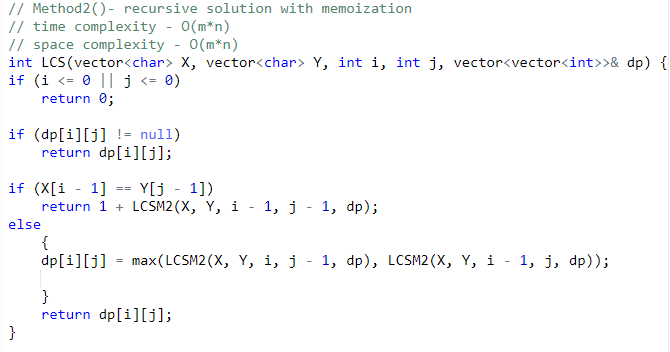 // Method2()- recursive solution with memoization
// time complexity - O(m*n)
// space complexity - O(m*n)
int LCS(vector<char> X, vector<char> Y, int i, int j, vector<vector<int>>& dp) {
if (i <= 0 || j <= 0)
    return 0;

if (dp[i][j] != null)
    return dp[i][j];

if (X[i - 1] == Y[j - 1])
    return 1 + LCSM2(X, Y, i - 1, j - 1, dp);
else
    {
    dp[i][j] = max(LCSM2(X, Y, i, j - 1, dp), LCSM2(X, Y, i - 1, j, dp));

    }
    return dp[i][j];
}